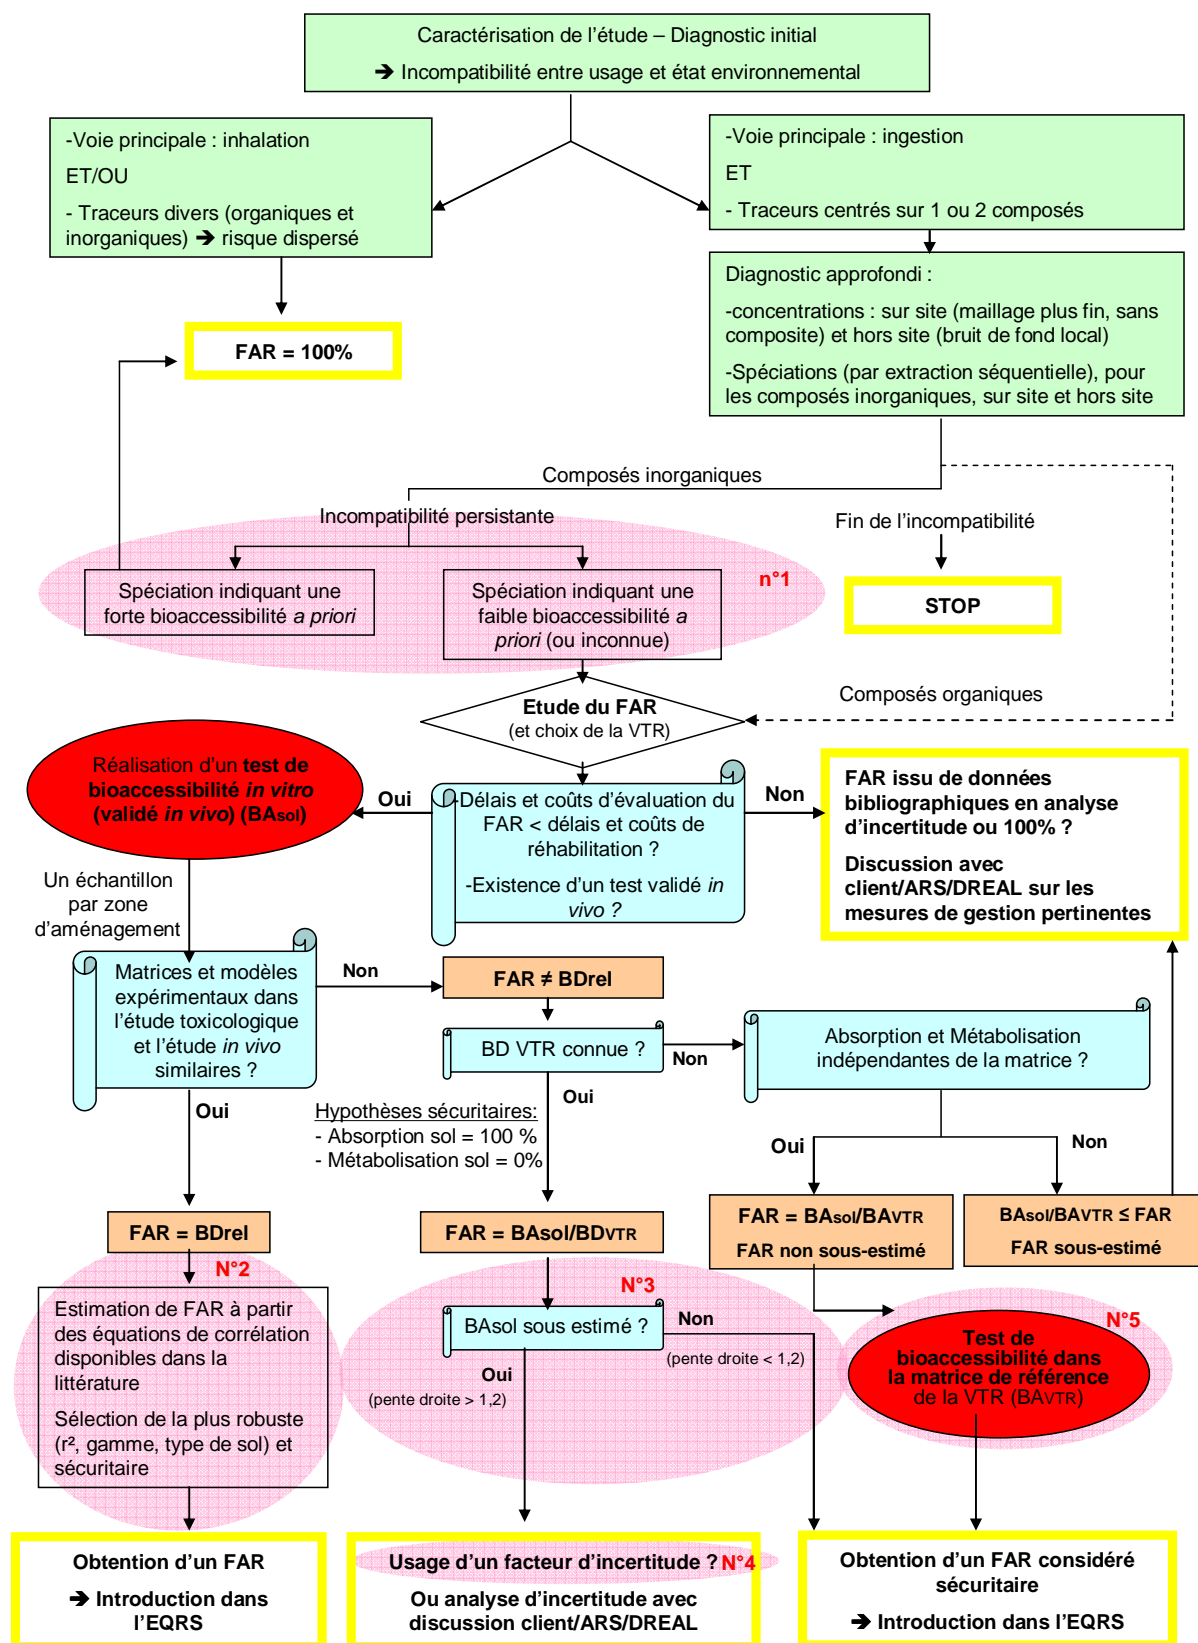 Caractérisation de l'étude – Diagnostic initial
➔ Incompatibilité entre usage et état environnemental
-Voie principale : inhalation
ET/OU
- Traceurs divers (organiques et
inorganiques) ➔ risque dispersé
-Voie principale : ingestion
ET
- Traceurs centrés sur 1 ou 2 composés
Diagnostic approfondi :
-concentrations : sur site (maillage plus fin, sans
composite) et hors site (bruit de fond local)
-Spéciations (par extraction séquentielle), pour
les composés inorganiques, sur site et hors site
FAR = 100%
Composés inorganiques
Incompatibilité persistante
Fin de l'incompatibilité
n°1
Spéciation indiquant une
forte bioaccessibilité a priori
Spéciation indiquant une
faible bioaccessibilité a
priori (ou inconnue)
STOP
Composés organiques
Etude du FAR
(et choix de la VTR)
Réalisation d'un test de
bioaccessibilité in vitro
(validé in vivo) (BAsol)
Oui
-Délais et coûts d'évaluation du
FAR < délais et coûts de
réhabilitation ?
-Existence d'un test validé in
vivo ?
Non
FAR issu de données
bibliographiques en analyse
d'incertitude ou 100% ?
Discussion avec
client/ARS/DREAL sur les
mesures de gestion pertinentes
Un échantillon
par zone
d'aménagement
Matrices et modèles
expérimentaux dans
l'étude toxicologique
et l'étude in vivo
similaires ?
Non
FAR ≠ BDrel
BD VTR connue ?
Non
Absorption et Métabolisation
indépendantes de la matrice ?
Oui
Hypothèses sécuritaires:
- Absorption sol = 100 %
- Métabolisation sol = 0%
Oui
Oui
Non
FAR = BDrel
FAR = BAsol/BDVTR
FAR = BAsol/BAVTR
FAR non sous-estimé
BAsol/BAVTR ≤ FAR
FAR sous-estimé
N°2
Estimation de FAR à partir
des équations de corrélation
disponibles dans la
littérature
Sélection de la plus robuste
(r², gamme, type de sol) et
sécuritaire
N°3
BAsol sous estimé ?
Non
(pente droite < 1,2)
Oui
(pente droite > 1,2)
N°5
Test de
bioaccessibilité dans
la matrice de référence
de la VTR (BAVTR)
Obtention d'un FAR
➔ Introduction dans
l'EQRS
Usage d'un facteur d'incertitude ? N°4
Ou analyse d'incertitude avec
discussion client/ARS/DREAL
Obtention d'un FAR considéré
sécuritaire
➔ Introduction dans l'EQRS